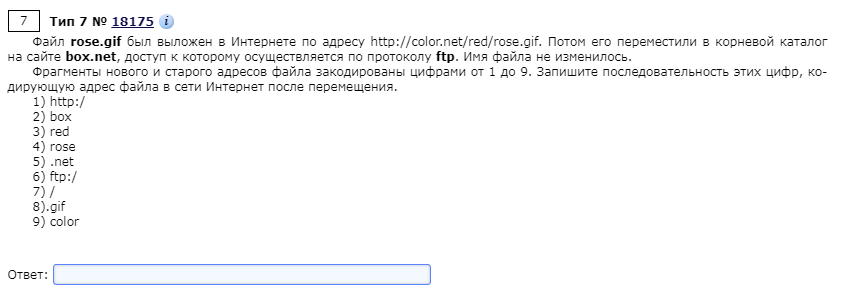 7 Тип 7 № 18175 i
Файл rose.gif был выложен в Интернете по адресу http://color.net/red/rose.gif. Потом его переместили в корневой каталог
на сайте box.net, доступ к которому осуществляется по протоколу ftp. Имя файла не изменилось.
Фрагменты нового и старого адресов файла закодированы цифрами от 1 до 9. Запишите последовательность этих цифр, ко-
дирующую адрес файла в сети Интернет после перемещения.
1) http:/
2) box
3) red
4) rose
5) .net
6) ftp:/
7) /
8).gif
9) color
Ответ: